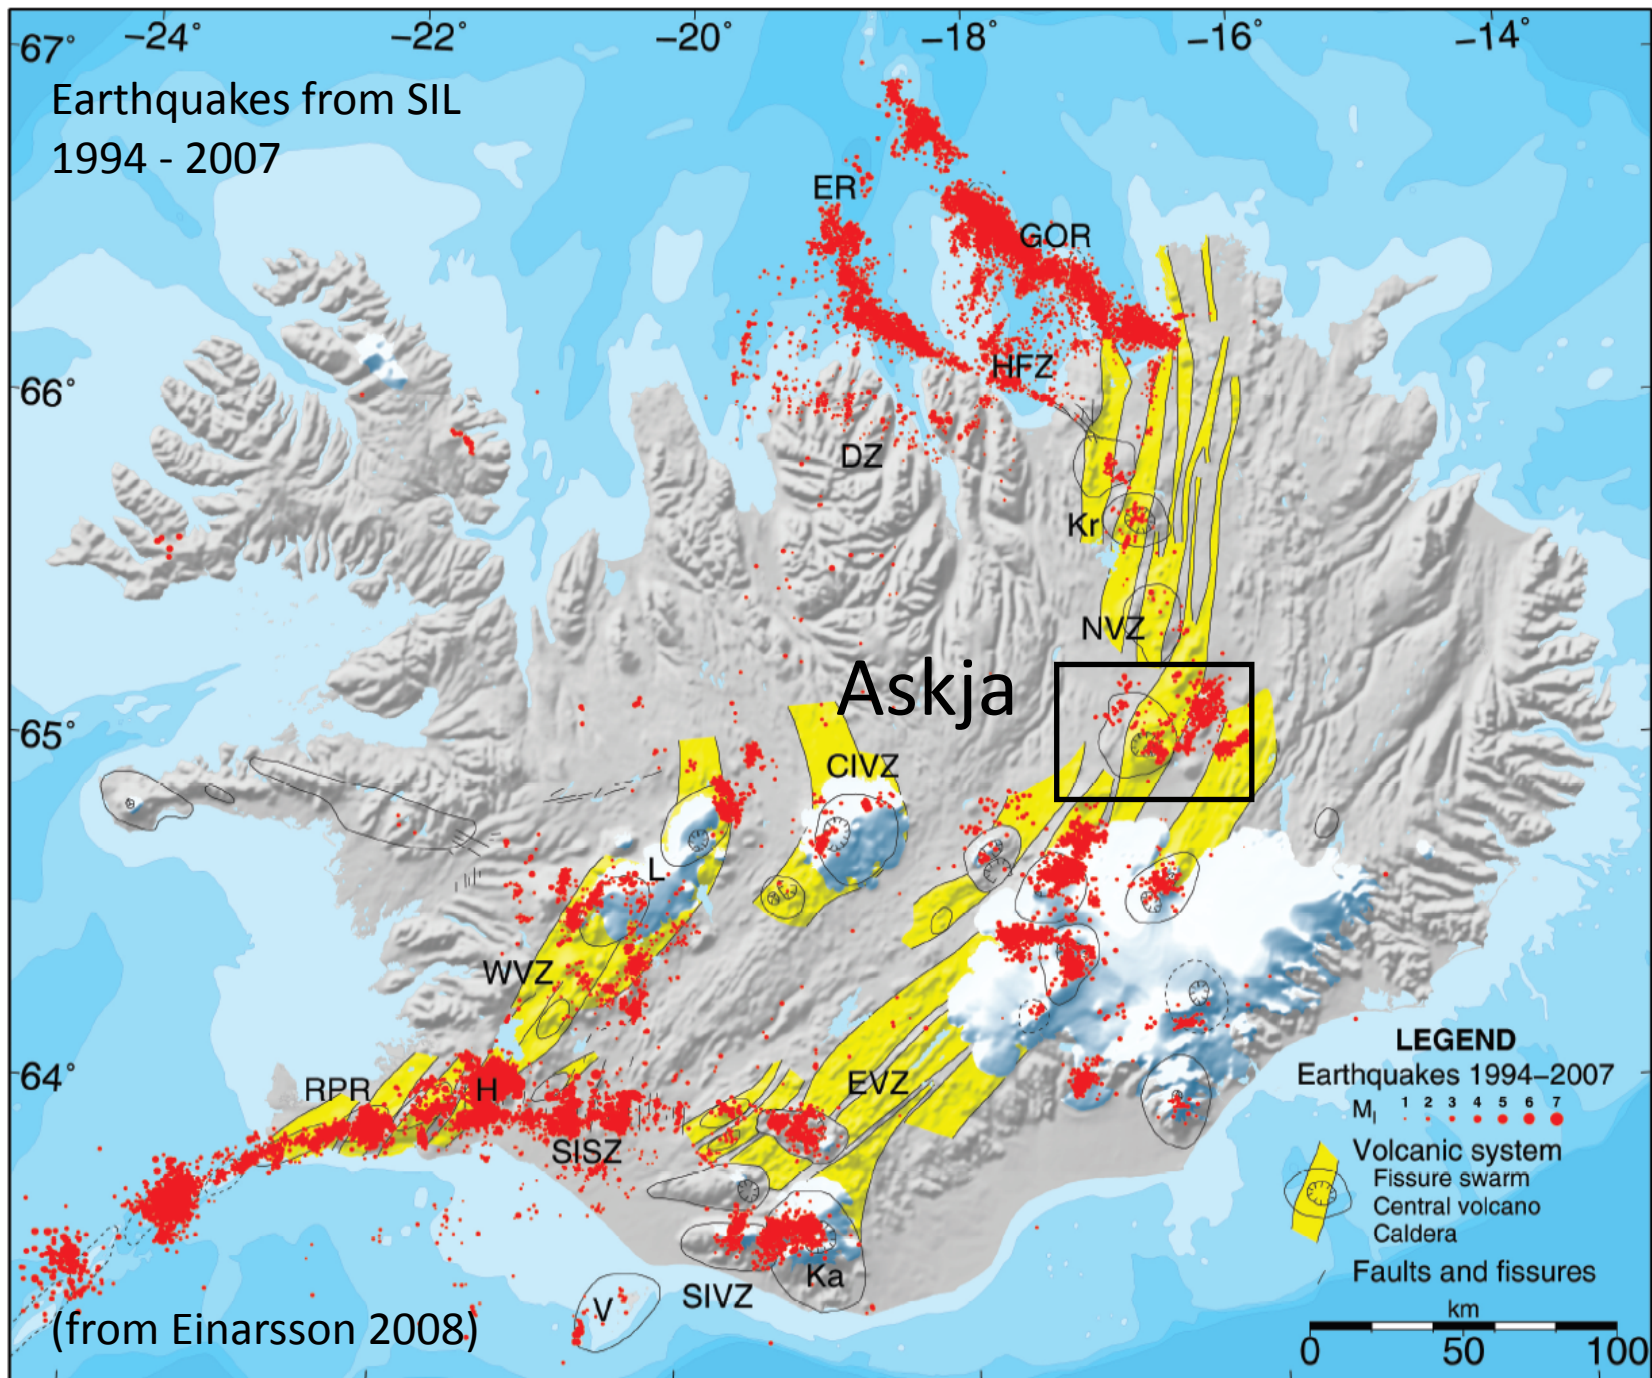 −24° −22° −20° −18° −16° −14°
67°
Earthquakes from SIL
1994 - 2007
ER
GOR
66°
HFZ
DZ
Kr
NVZ
Askja
65°
CIVZ
L
WVZ
64°
RPR
H
EVZ
SISZ
Ka
SIVZ
V
(from Einarsson 2008)
LEGEND
Earthquakes 1994−2007
Ml 1 2 3 4 5 6 7
Volcanic system
Fissure swarm
Central volcano
Caldera
Faults and fissures
km
0 50 100